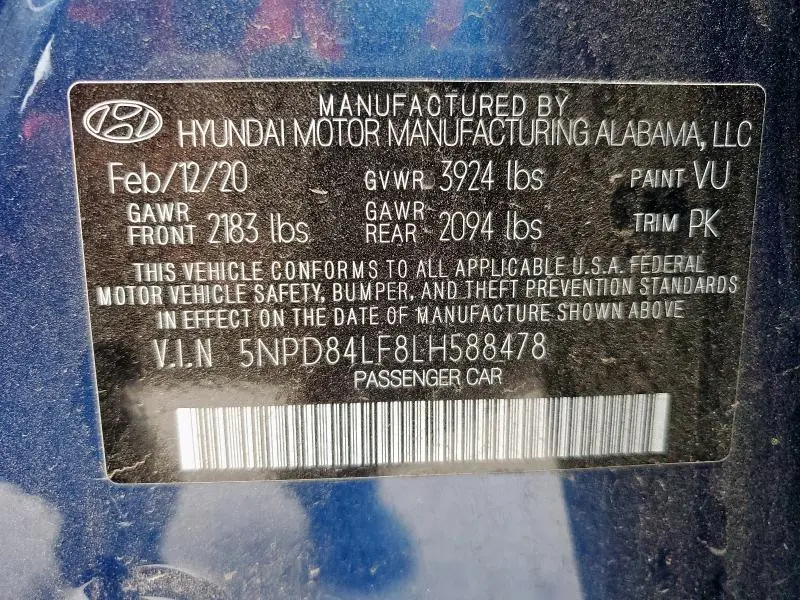 MANUFACTURED BY
HYUNDAI MOTOR MANUFACTURING ALABAMA, LLC
Feb/12/20 GVWR 3924 lbs PAINT VU
GAWR FRONT 2183 lbs GAWR REAR 2094 lbs TRIM PK
THIS VEHICLE CONFORMS TO ALL APPLICABLE U.S.A. FEDERAL
MOTOR VEHICLE SAFETY, BUMPER, AND THEFT PREVENTION STANDARDS
IN EFFECT ON THE DATE OF MANUFACTURE SHOWN ABOVE
V.I.N 5NPD84LF8LH588478
PASSENGER CAR